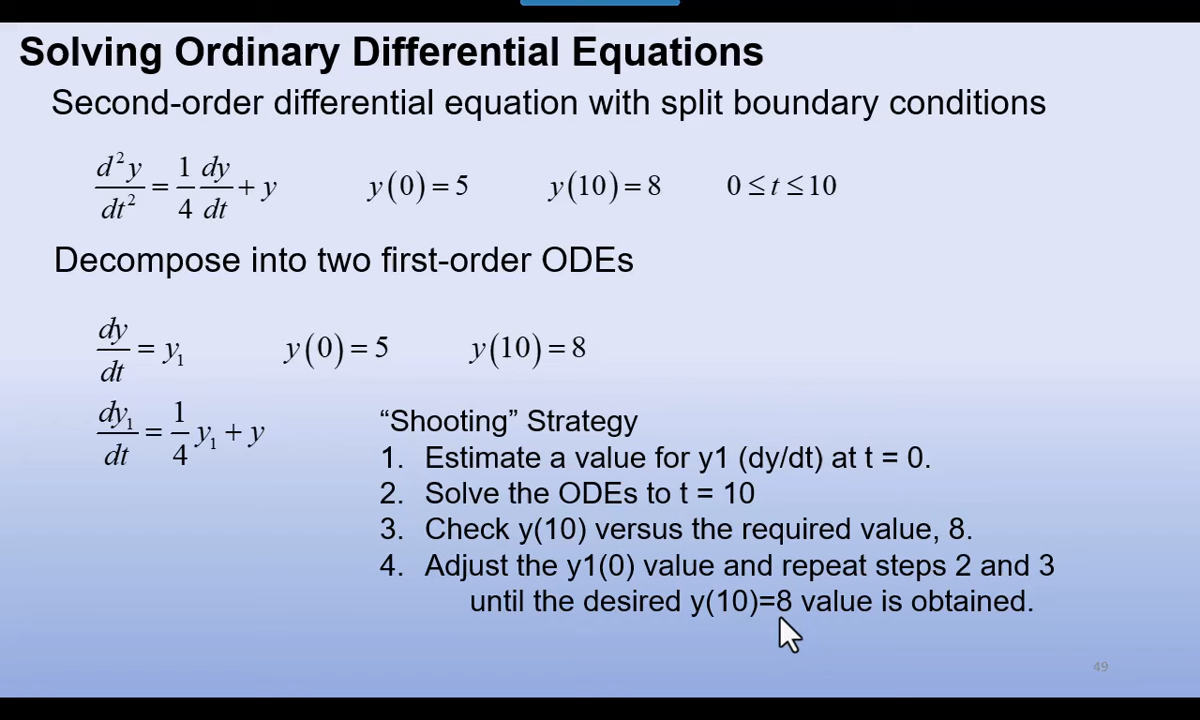 Solving Ordinary Differential Equations
Second-order differential equation with split boundary conditions
d²y/dt² = 1/4 dy/dt + y    y(0) = 5    y(10) = 8    0 ≤ t ≤ 10
Decompose into two first-order ODEs
dy/dt = y₁    y(0) = 5    y(10) = 8
dy₁/dt = 1/4 y₁ + y
“Shooting” Strategy
1. Estimate a value for y1 (dy/dt) at t = 0.
2. Solve the ODEs to t = 10
3. Check y(10) versus the required value, 8.
4. Adjust the y1(0) value and repeat steps 2 and 3
until the desired y(10)=8 value is obtained.
49